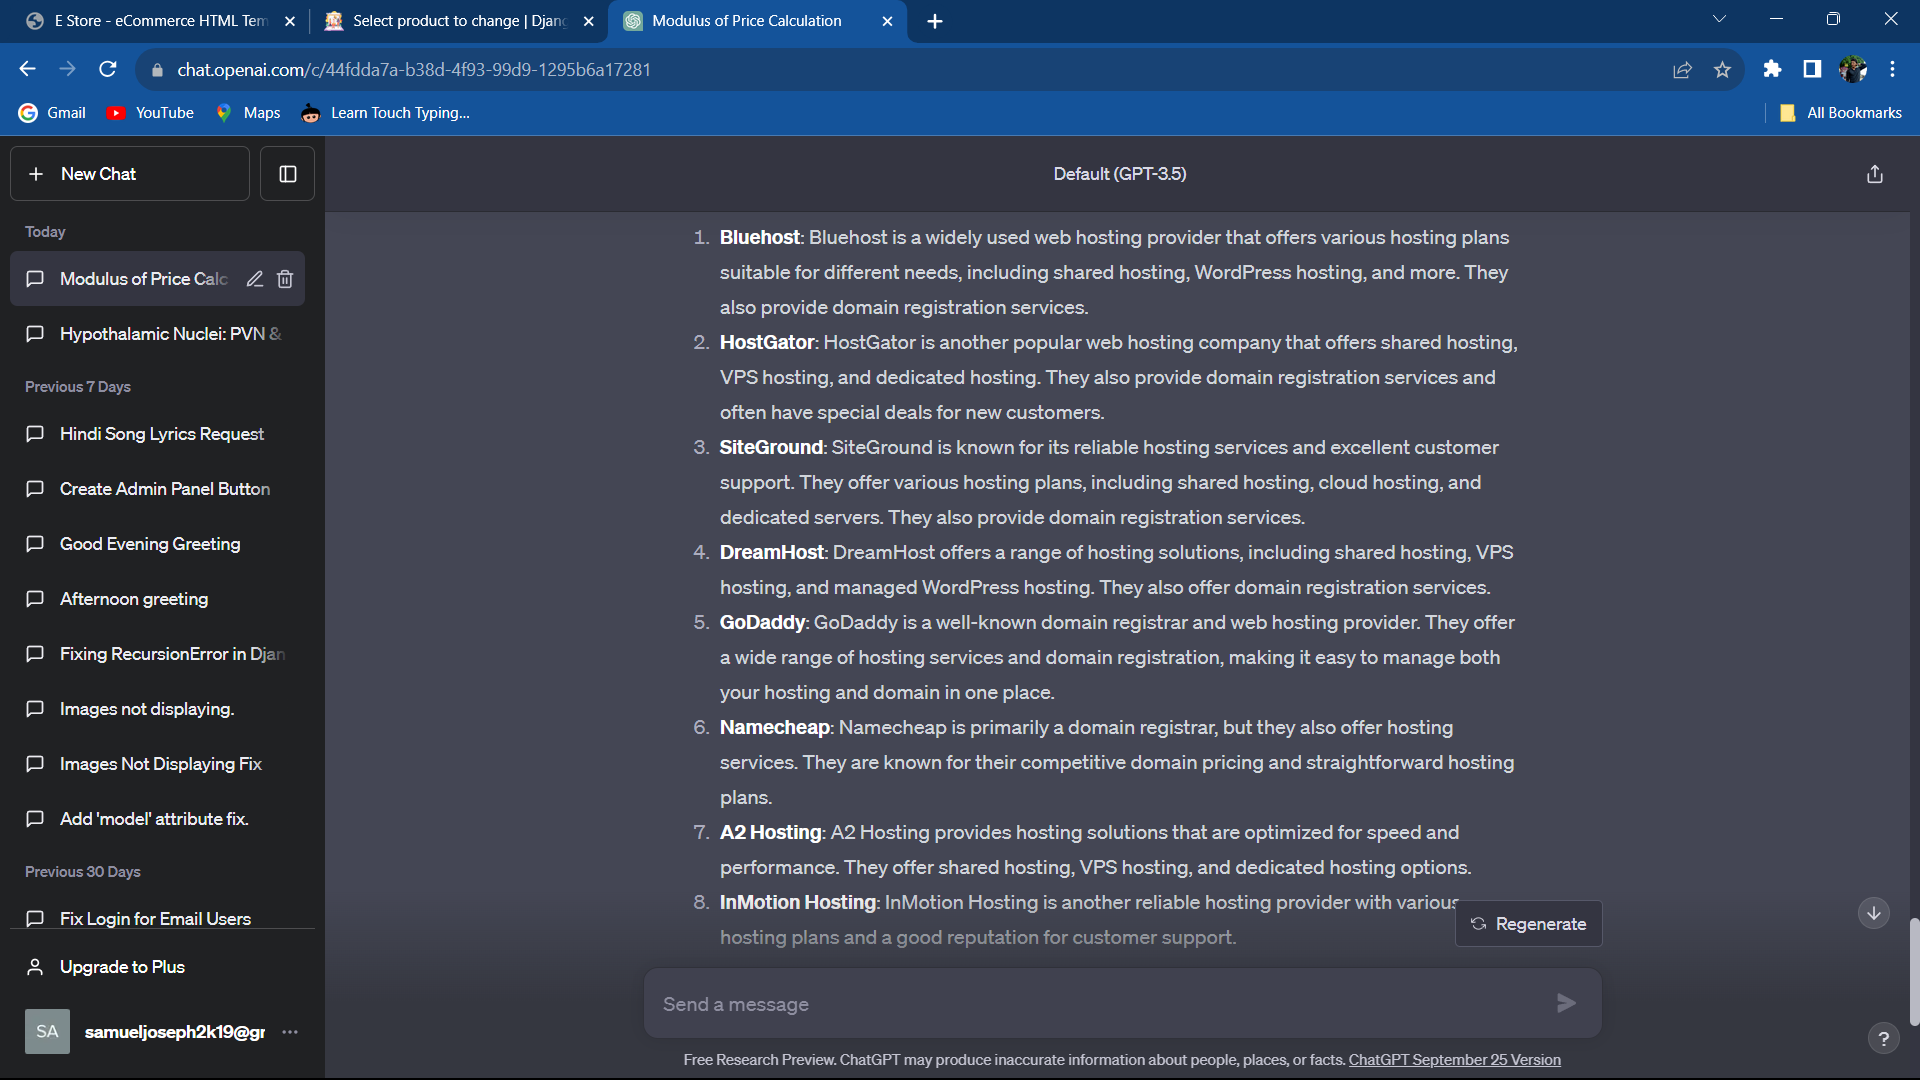 E Store - eCommerce HTML Tem
Select product to change | Djang
Modulus of Price Calculation
chat.openai.com/c/44fdda7a-b38d-4f93-99d9-1295b6a17281
Gmail
YouTube
Maps
Learn Touch Typing...
All Bookmarks
New Chat
Default (GPT-3.5)
Today
Modulus of Price Calc
Hypothalamic Nuclei: PVN &
Previous 7 Days
Hindi Song Lyrics Request
Create Admin Panel Button
Good Evening Greeting
Afternoon greeting
Fixing RecursionError in Djan
Images not displaying.
Images Not Displaying Fix
Add 'model' attribute fix.
Previous 30 Days
Fix Login for Email Users
Upgrade to Plus
SA
samueljoseph2k19@gr
1. Bluehost: Bluehost is a widely used web hosting provider that offers various hosting plans
suitable for different needs, including shared hosting, WordPress hosting, and more. They
also provide domain registration services.
2. HostGator: HostGator is another popular web hosting company that offers shared hosting,
VPS hosting, and dedicated hosting. They also provide domain registration services and
often have special deals for new customers.
3. SiteGround: SiteGround is known for its reliable hosting services and excellent customer
support. They offer various hosting plans, including shared hosting, cloud hosting, and
dedicated servers. They also provide domain registration services.
4. DreamHost: DreamHost offers a range of hosting solutions, including shared hosting, VPS
hosting, and managed WordPress hosting. They also offer domain registration services.
5. GoDaddy: GoDaddy is a well-known domain registrar and web hosting provider. They offer
a wide range of hosting services and domain registration, making it easy to manage both
your hosting and domain in one place.
6. Namecheap: Namecheap is primarily a domain registrar, but they also offer hosting
services. They are known for their competitive domain pricing and straightforward hosting
plans.
7. A2 Hosting: A2 Hosting provides hosting solutions that are optimized for speed and
performance. They offer shared hosting, VPS hosting, and dedicated hosting options.
8. InMotion Hosting: InMotion Hosting is another reliable hosting provider with various
hosting plans and a good reputation for customer support.
Regenerate
Send a message
Free Research Preview. ChatGPT may produce inaccurate information about people, places, or facts. ChatGPT September 25 Version
?